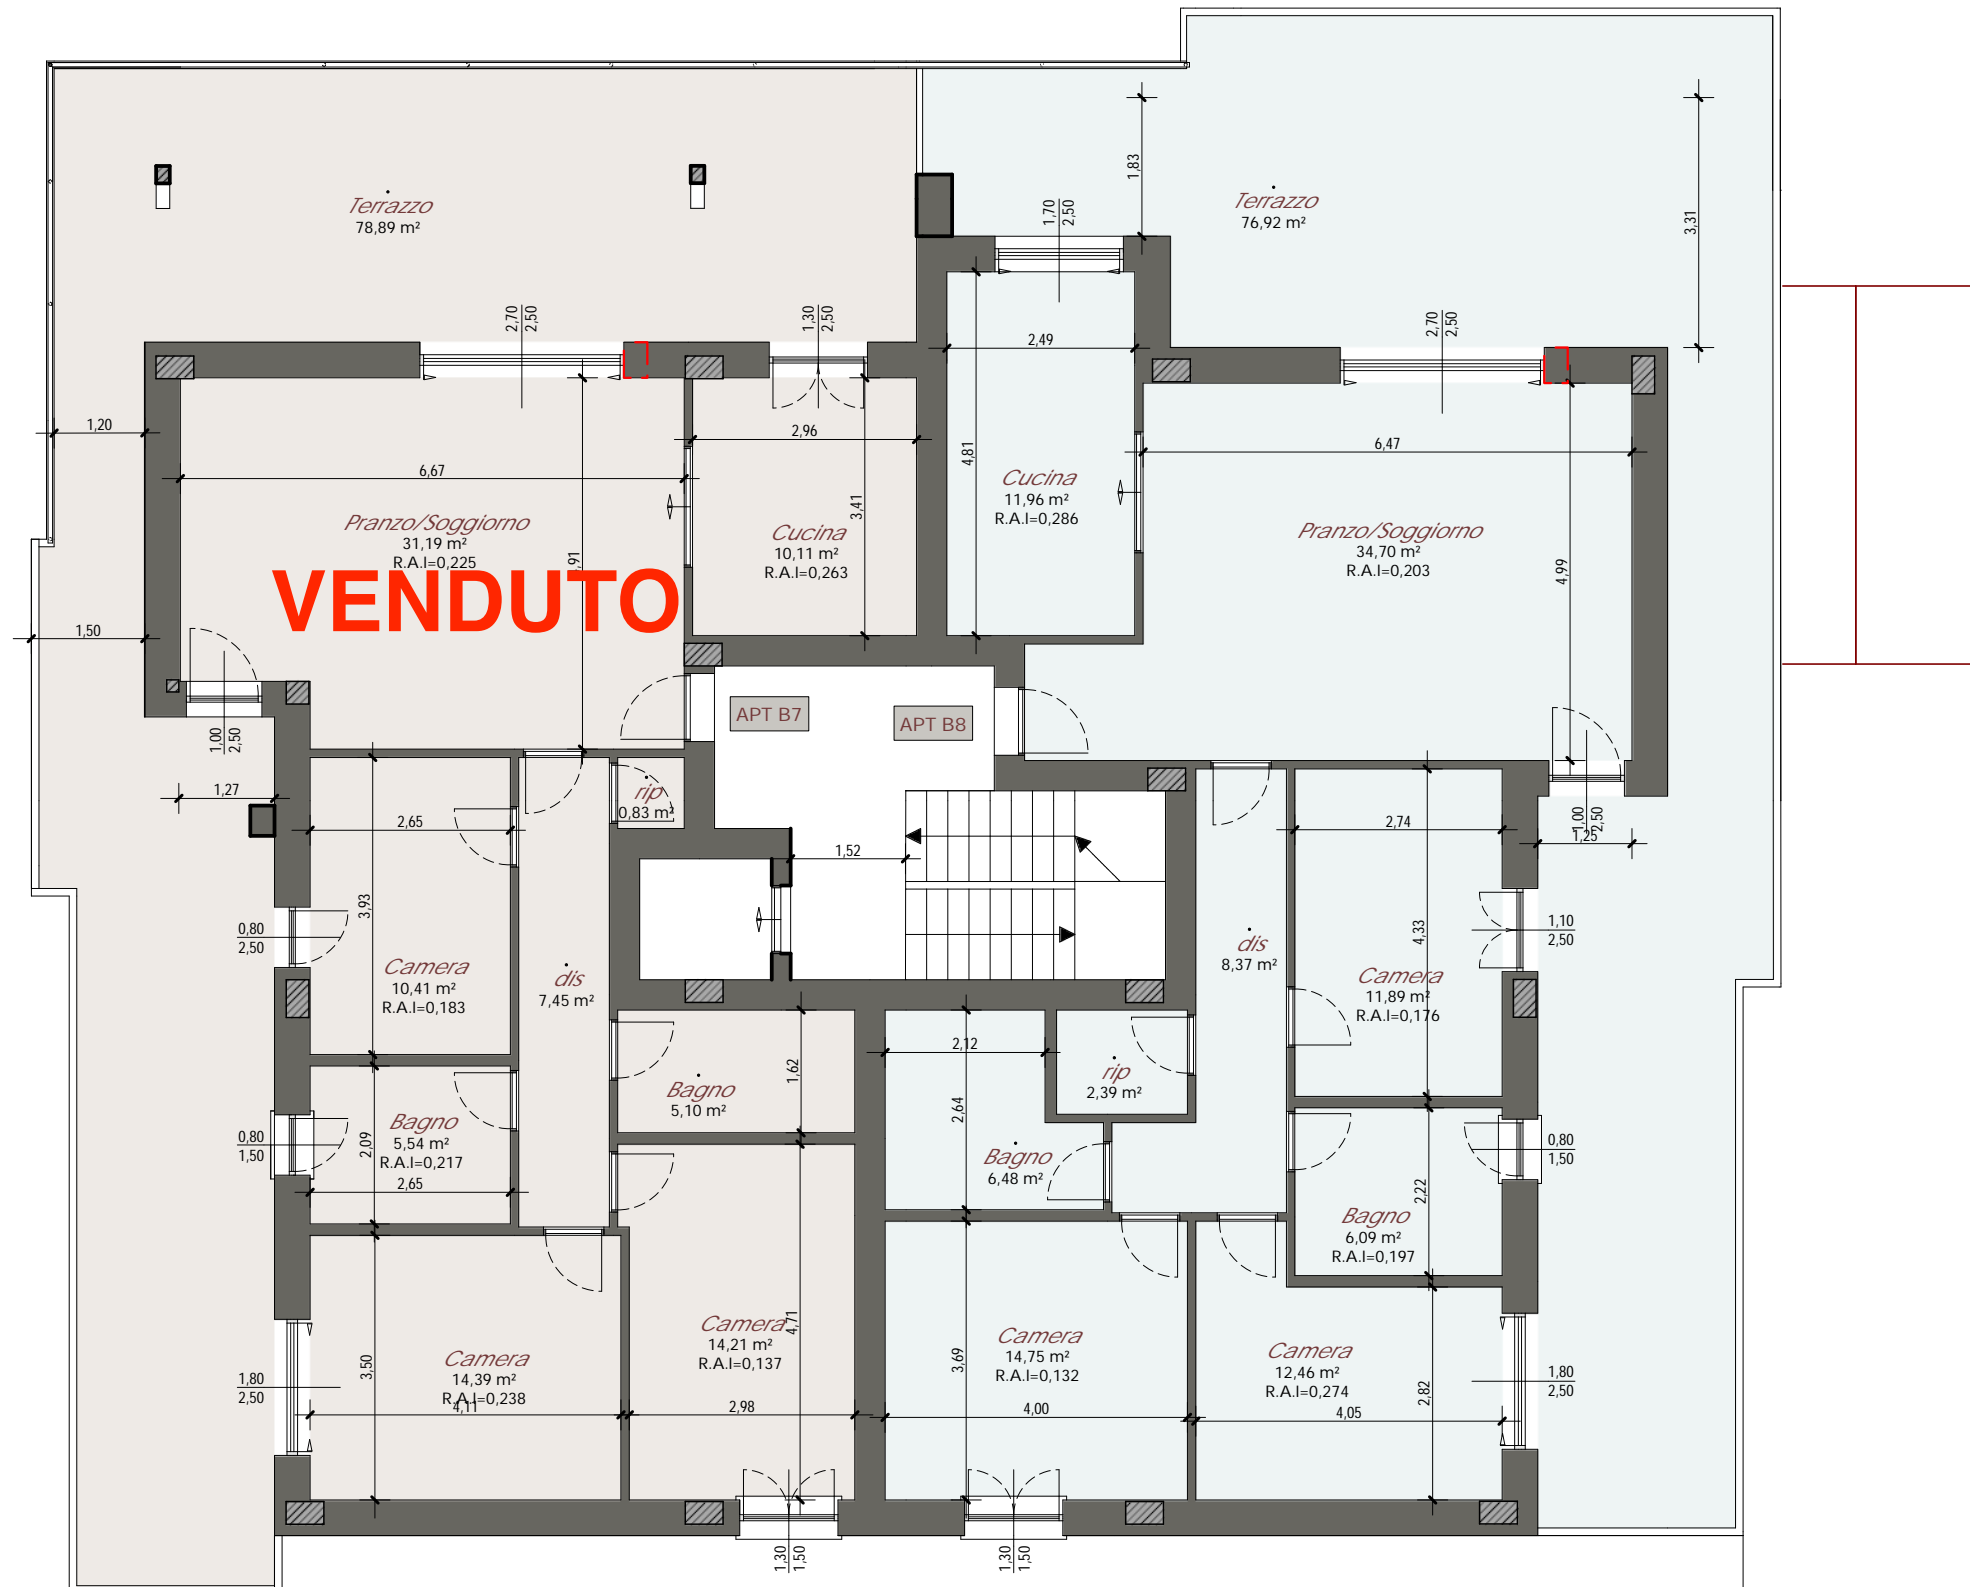 Terrazzo
78,89 m²
Terrazzo
76,92 m²
1,83
3,31
1,70
2,50
2,70
2,50
1,30
2,50
2,70
2,50
1,20
6,67
2,96
2,49
6,47
4,81
3,41
4,99
Pranzo/Soggiorno
31,19 m²
R.A.I=0,225
,91
Cucina
10,11 m²
R.A.I=0,263
Cucina
11,96 m²
R.A.I=0,286
Pranzo/Soggiorno
34,70 m²
R.A.I=0,203
VENDUTO
1,50
APT B7
APT B8
1,00
2,50
1,27
rip
0,83 m²
1,52
2,65
2,74
1,00
2,50
1,25
3,93
4,33
0,80
2,50
1,10
2,50
Camera
10,41 m²
R.A.I=0,183
dis
7,45 m²
dis
8,37 m²
Camera
11,89 m²
R.A.I=0,176
1,62
2,12
2,64
Bagno
5,10 m²
rip
2,39 m²
0,80
1,50
2,09
Bagno
5,54 m²
R.A.I=0,217
2,65
Bagno
6,48 m²
0,80
1,50
2,22
Bagno
6,09 m²
R.A.I=0,197
Camera
14,39 m²
R.A.I=0,238
4,11
3,50
Camera
14,21 m²
R.A.I=0,137
4,71
2,98
Camera
14,75 m²
R.A.I=0,132
3,69
4,00
Camera
12,46 m²
R.A.I=0,274
2,82
4,05
1,80
2,50
1,80
2,50
1,30
1,50
1,30
1,50